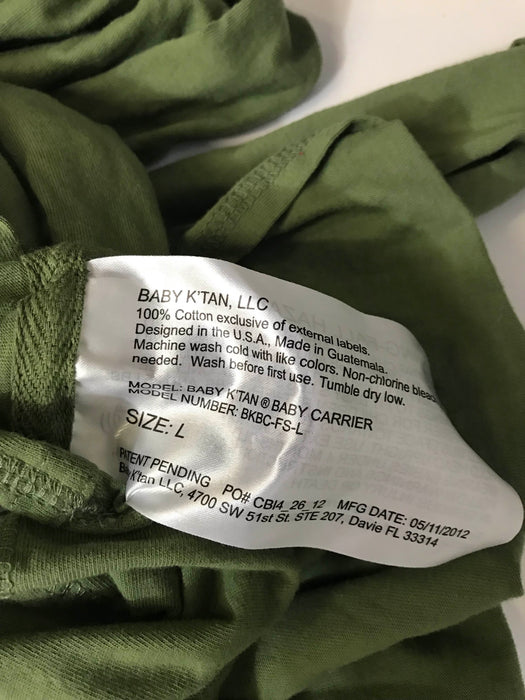 BABY K'TAN, LLC
100% Cotton exclusive of external labels.
Designed in the U.S.A., Made in Guatemala.
Machine wash cold with like colors. Non-chlorine
needed. Wash before first use. Tumble dry low.
MODEL: BABY K'TAN ® BABY CARRIER
MODEL NUMBER: BKBC-FS-L
SIZE: L
PATENT PENDING PO# CBI4_26_12 MFG DATE: 05/11/2012
Baby K'tan LLC, 4700 SW 51st St. STE 207, Davie FL 33314